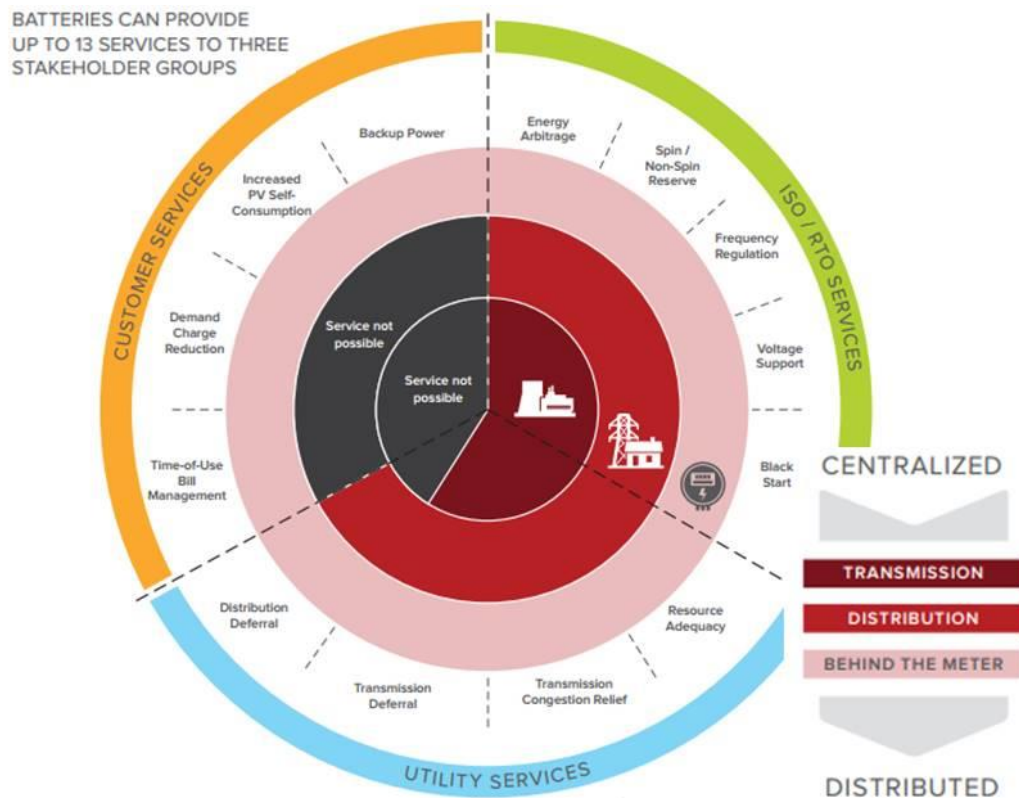 BATTERIES CAN PROVIDE
UP TO 13 SERVICES TO THREE
STAKEHOLDER GROUPS
CUSTOMER SERVICES
ISO / RTO SERVICES
UTILITY SERVICES
Backup Power
Energy
Arbitrage
Spin /
Non-Spin
Reserve
Increased
PV Self-
Consumption
Frequency
Regulation
Demand
Charge
Reduction
Voltage
Support
Service not
possible
Service not
possible
Time-of-Use
Bill
Management
Black
Start
Distribution
Deferral
Resource
Adequacy
Transmission
Deferral
Transmission
Congestion Relief
CENTRALIZED
TRANSMISSION
DISTRIBUTION
BEHIND THE METER
DISTRIBUTED